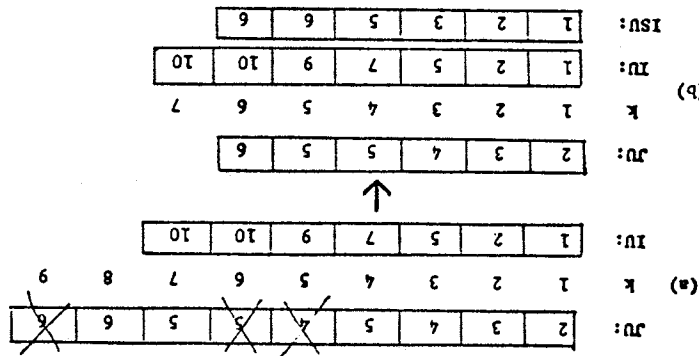 JU: 2 3 4 5 4 5 5 6 6
(a) k 1 2 3 4 5 6 7 8 9
IU: 1 2 5 7 9 10 10
JU: 2 3 4 5 5 6
k 1 2 3 4 5 6 7
(b)
IU: 1 2 5 7 9 10 10
ISU: 1 2 3 5 6 6